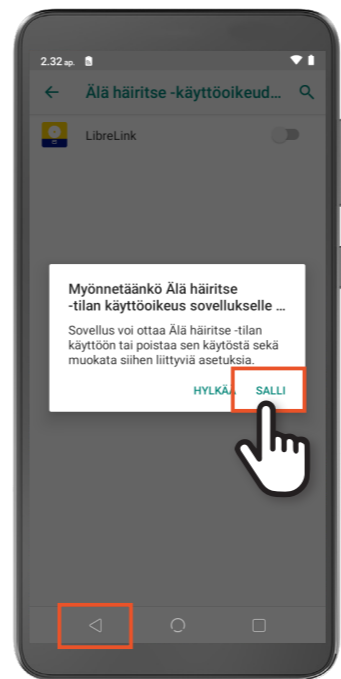 2.32 ap.
Älä häiritse -käyttöoikeud...
LibreLink
Myönnetäänkö Älä häiritse
-tilan käyttöoikeus sovellukselle ...
Sovellus voi ottaa Älä häiritse -tilan
käyttöön tai poistaa sen käytöstä sekä
muokata siihen liittyviä asetuksia.
HYLKÄÄ SALLI